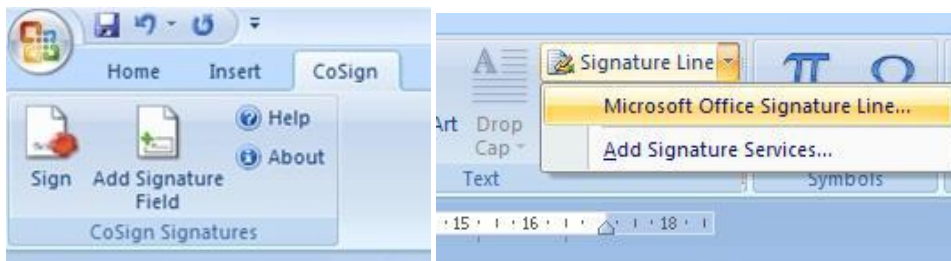 Home Insert CoSign
Help
About
Sign Add Signature
Field
CoSign Signatures
Signature Line
Microsoft Office Signature Line...
Art Drop
Cap
Add Signature Services...
Text Symbols
15 16 18